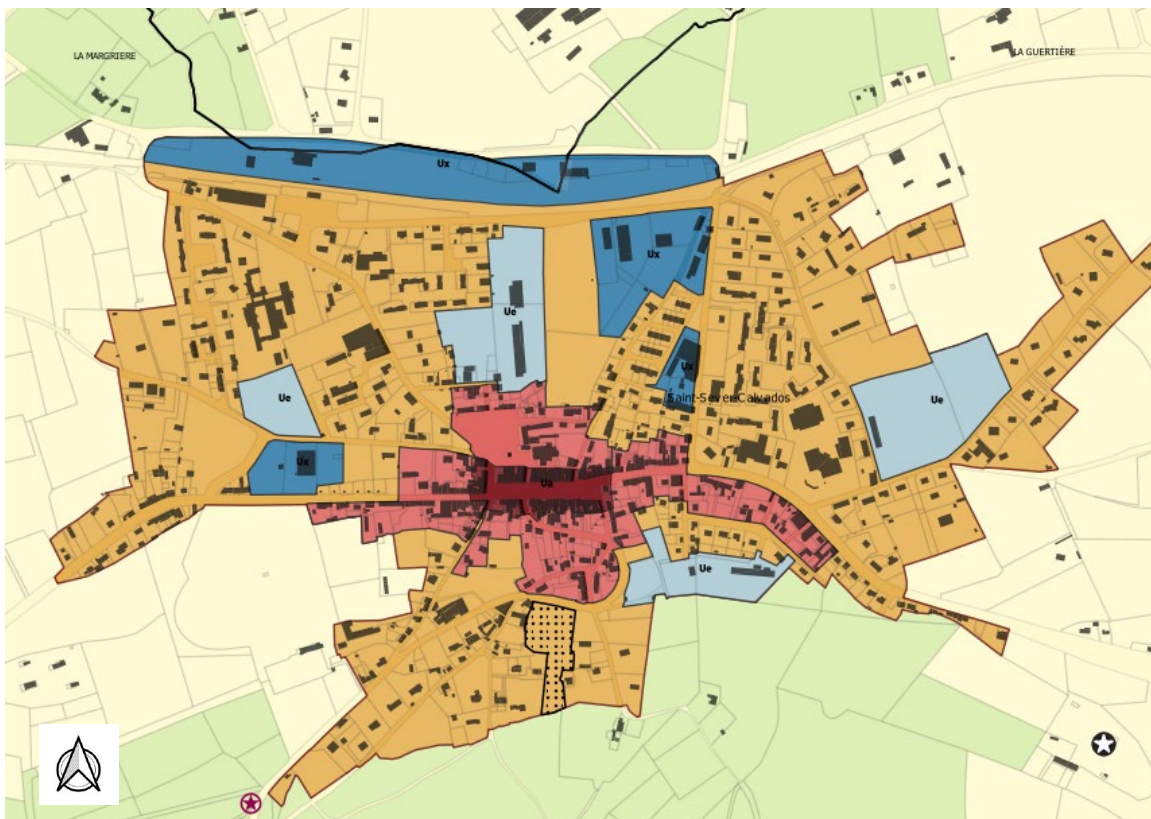 LA MARGRIERE
LA GUERTIÈRE
Ux
Ux
Ue
Ux
Saint-Sever-Calvados
Ue
Ue
Ux
Ua
Ue